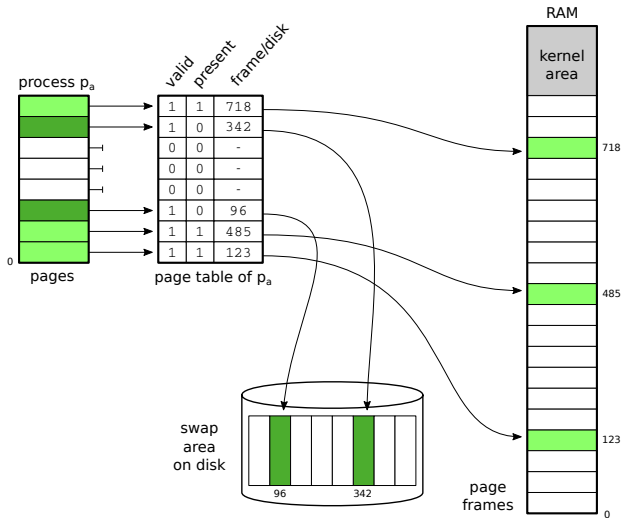 RAM
kernel
area
valid
present
frame/disk
process pₐ
1 1 718
1 0 342
0 0 -
0 0 -
0 0 -
1 0 96
1 1 485
1 1 123
0
pages
page table of pₐ
718
485
123
0
page
frames
swap
area
on disk
96 342